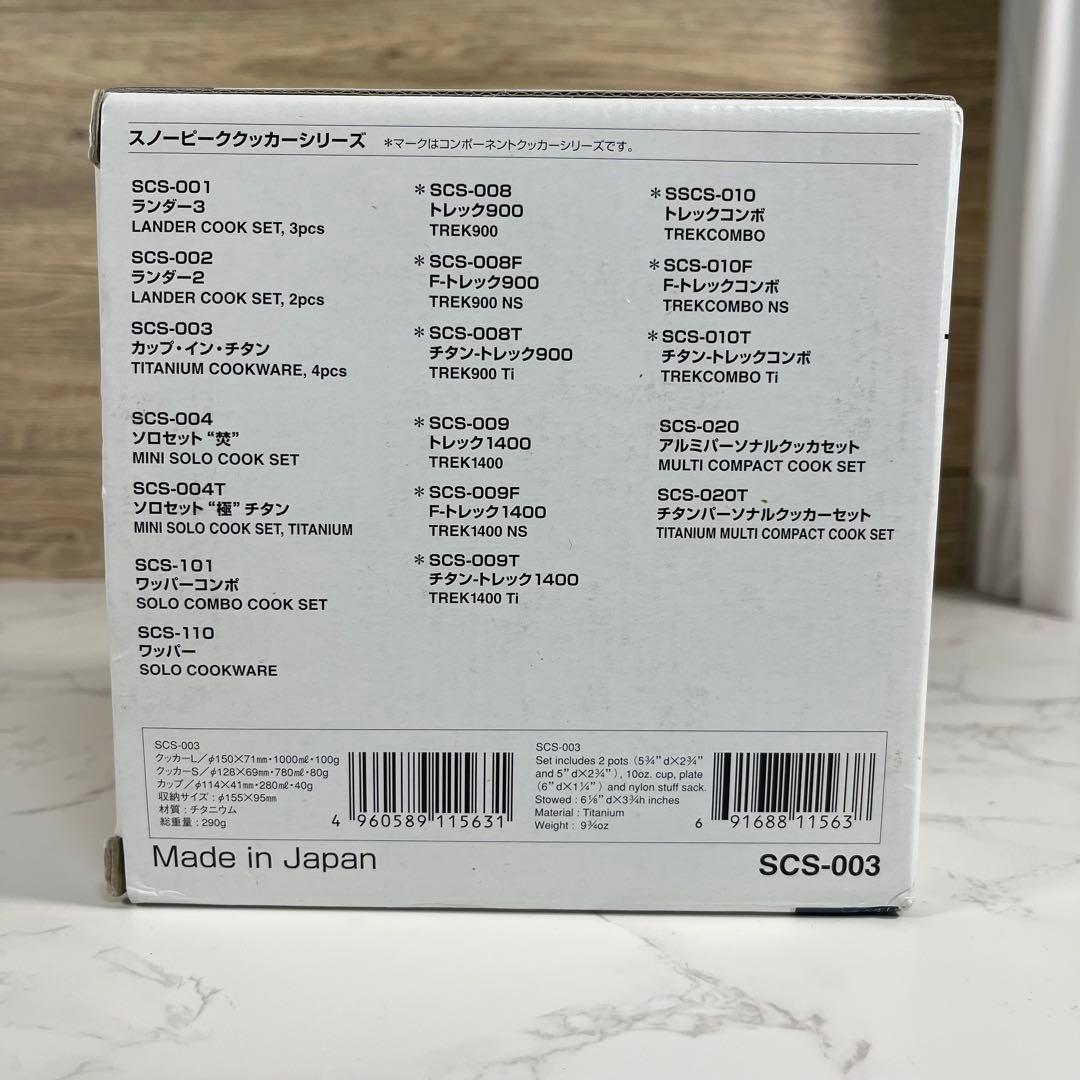 スノーピーククッカーシリーズ ＊マークはコンポーネントクッカーシリーズです。
SCS-001
ランダー3
LANDER COOK SET, 3pcs
SCS-002
ランダー2
LANDER COOK SET, 2pcs
SCS-003
カップ・イン・チタン
TITANIUM COOKWARE, 4pcs
SCS-004
ソロセット“焚”
MINI SOLO COOK SET
SCS-004T
ソロセット“極”チタン
MINI SOLO COOK SET, TITANIUM
SCS-101
ワッパーコンボ
SOLO COMBO COOK SET
SCS-110
ワッパー
SOLO COOKWARE
＊SCS-008
トレック900
TREK900
＊SCS-008F
F-トレック900
TREK900 NS
＊SCS-008T
チタン-トレック900
TREK900 Ti
＊SCS-009
トレック1400
TREK1400
＊SCS-009F
F-トレック1400
TREK1400 NS
＊SCS-009T
チタン-トレック1400
TREK1400 Ti
＊SSCS-010
トレックコンボ
TREKCOMBO
＊SCS-010F
F-トレックコンボ
TREKCOMBO NS
＊SCS-010T
チタン-トレックコンボ
TREKCOMBO Ti
SCS-020
アルミパーソナルクッカセット
MULTI COMPACT COOK SET
SCS-020T
チタンパーソナルクッカーセット
TITANIUM MULTI COMPACT COOK SET
SCS-003
クッカーL／φ150×71㎜・1000㎖・100g
クッカーS／φ128×69㎜・780㎖・80g
カップ／φ114×41㎜・280㎖・40g
収納サイズ：φ155×95㎜
材質：チタニウム
総重量：290g
4 960589 115631
SCS-003
Set includes 2 pots (5¾"d×2¾"
and 5"d×2¾"), 10oz. cup, plate
(6"d×1¼") and nylon stuff sack.
Stowed : 6⅛"d×3¾h inches
Material : Titanium
Weight : 9¾oz
6 91688 11563
Made in Japan
SCS-003